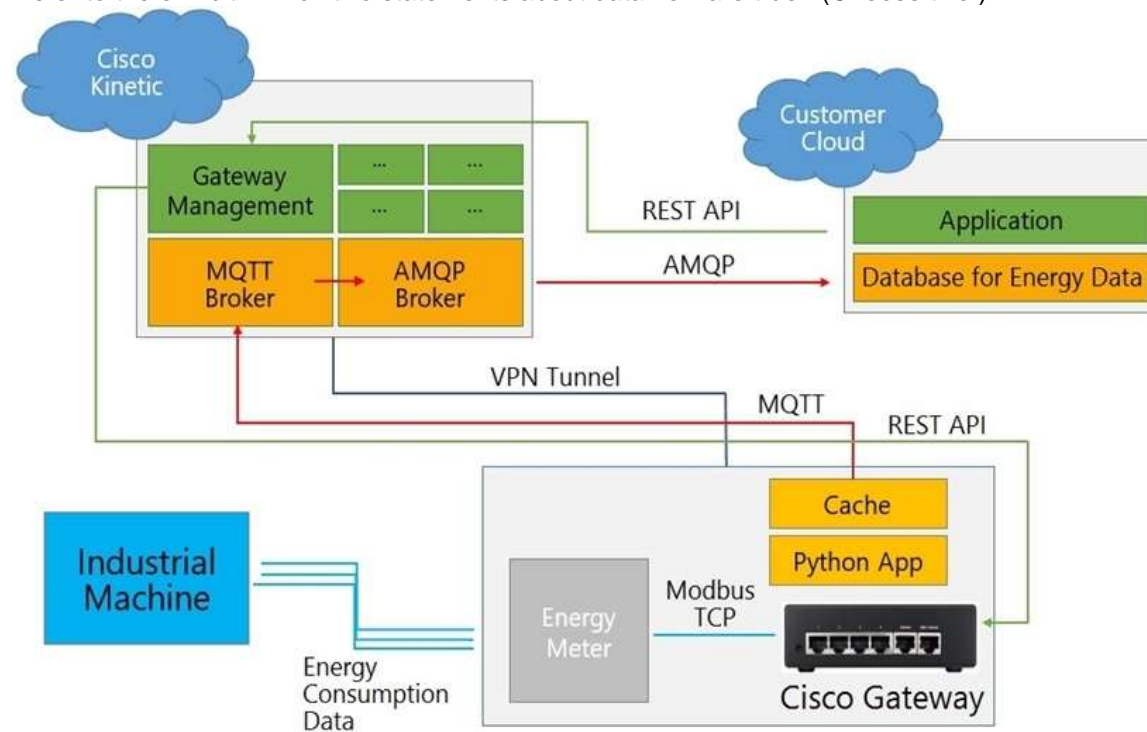 Cisco
Kinetic
Customer
Cloud
Gateway
Management
...
...
...
...
REST API
Application
MQTT
Broker
AMQP
Broker
AMQP
Database for Energy Data
VPN Tunnel
MQTT
REST API
Cache
Python App
Industrial
Machine
Energy
Meter
Modbus
TCP
Energy
Consumption
Data
Cisco Gateway